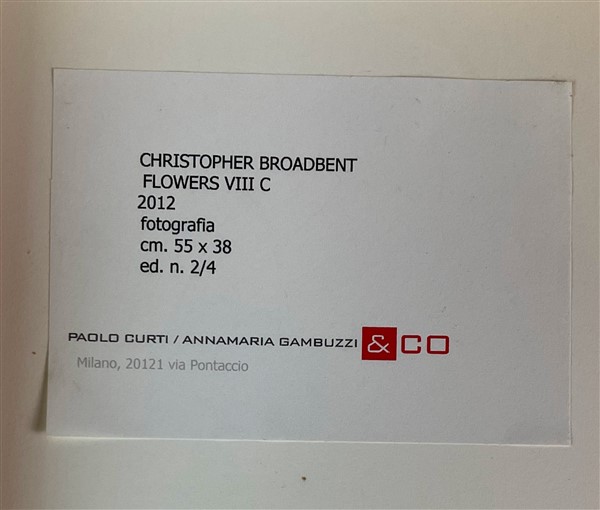 CHRISTOPHER BROADBENT
FLOWERS VIII C
2012
fotografia
cm. 55 x 38
ed. n. 2/4
PAOLO CURTI / ANNAMARIA GAMBUZZI & CO
Milano, 20121 via Pontaccio